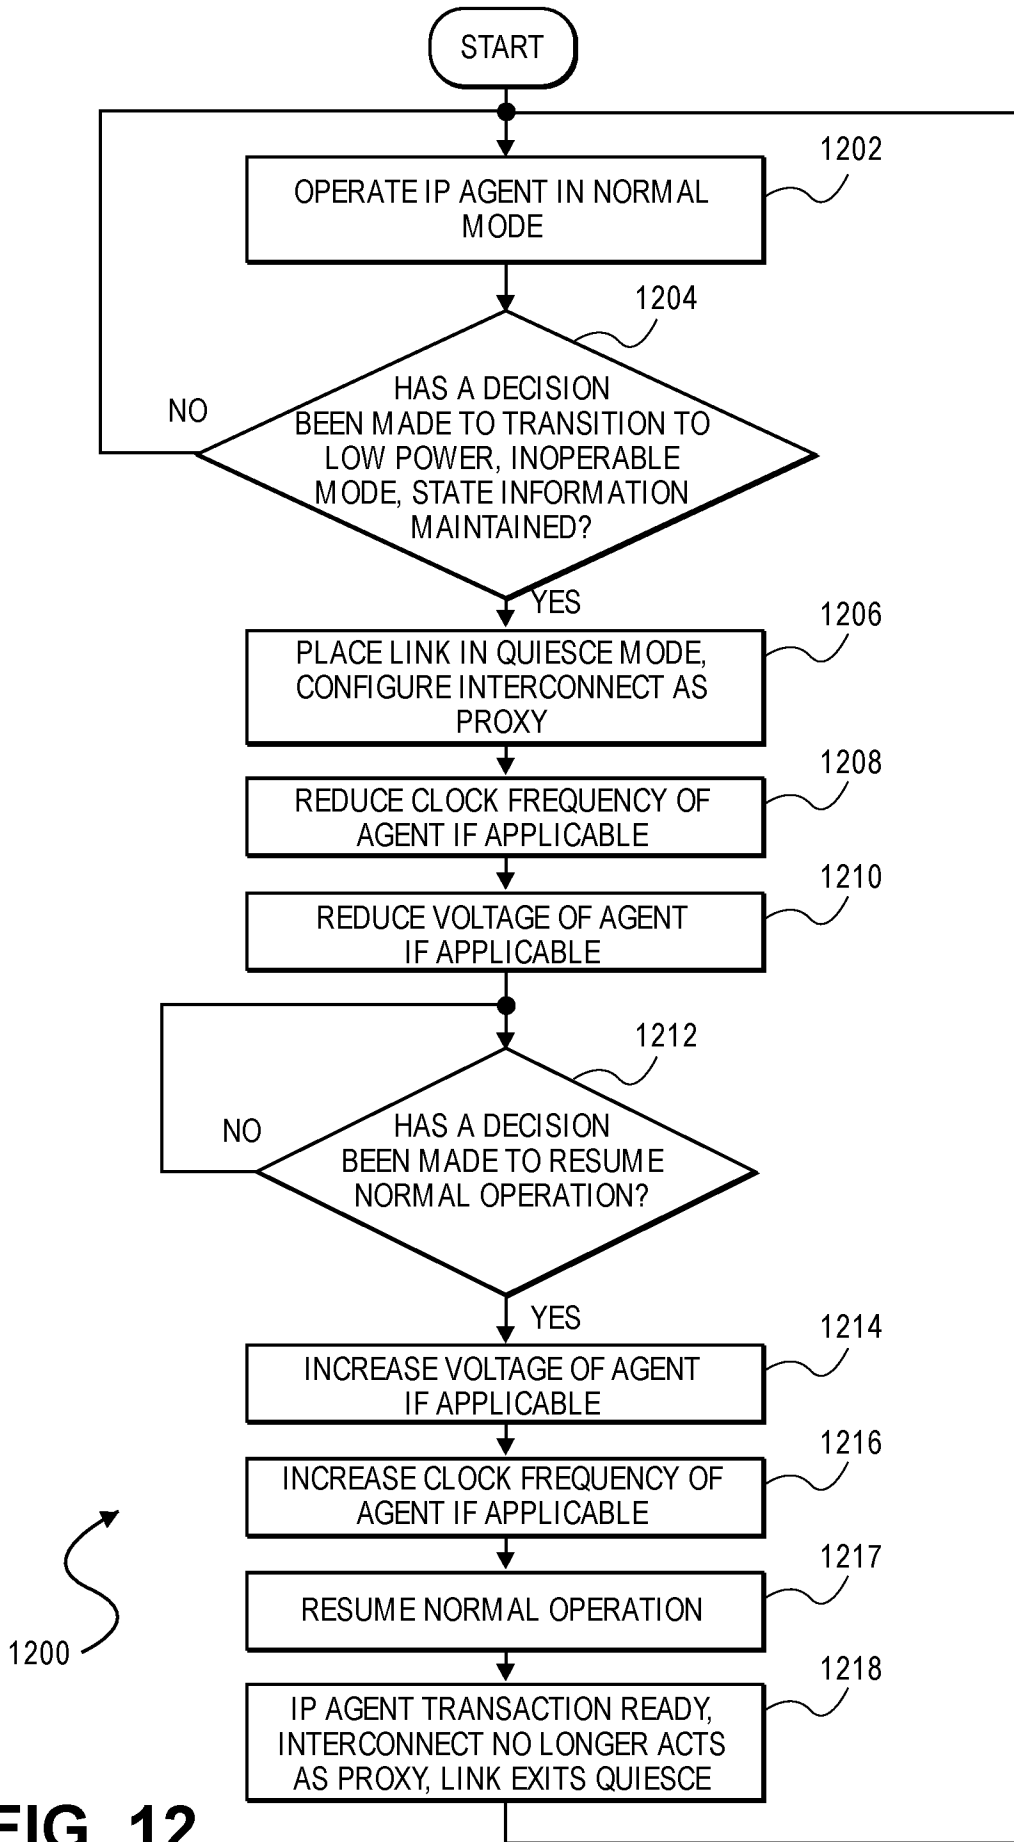 START
1202
OPERATE IP AGENT IN NORMAL
MODE
1204
HAS A DECISION
BEEN MADE TO TRANSITION TO
LOW POWER, INOPERABLE
MODE, STATE INFORMATION
MAINTAINED?
NO
YES
1206
PLACE LINK IN QUIESCE MODE,
CONFIGURE INTERCONNECT AS
PROXY
1208
REDUCE CLOCK FREQUENCY OF
AGENT IF APPLICABLE
1210
REDUCE VOLTAGE OF AGENT
IF APPLICABLE
1212
HAS A DECISION
BEEN MADE TO RESUME
NORMAL OPERATION?
NO
YES
1214
INCREASE VOLTAGE OF AGENT
IF APPLICABLE
1216
INCREASE CLOCK FREQUENCY OF
AGENT IF APPLICABLE
1217
RESUME NORMAL OPERATION
1200
1218
IP AGENT TRANSACTION READY,
INTERCONNECT NO LONGER ACTS
AS PROXY, LINK EXITS QUIESCE
FIG. 12